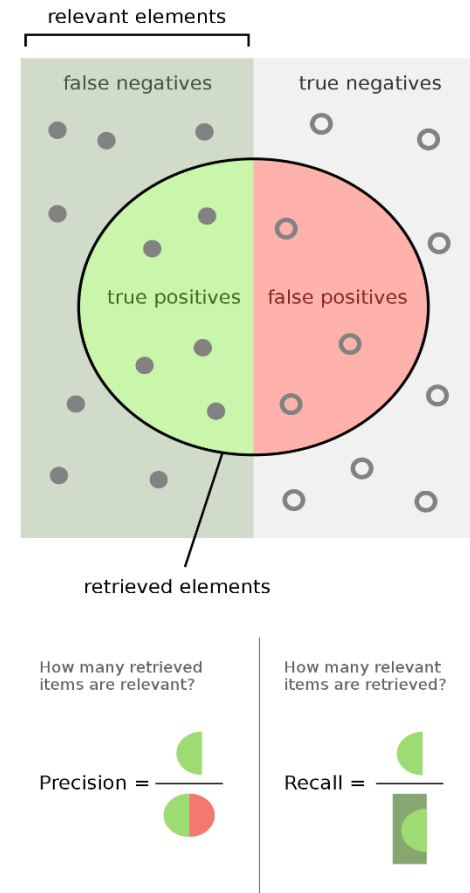 relevant elements
false negatives
true negatives
true positives
false positives
retrieved elements
How many retrieved
items are relevant?
How many relevant
items are retrieved?
Precision =
Recall =